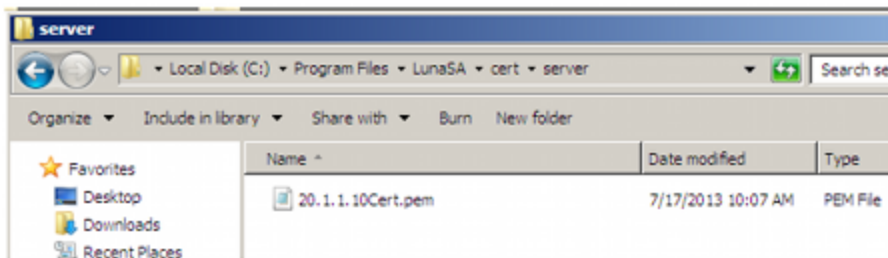 server
Local Disk (C:) Program Files LunaSA cert server Search se
Organize Include in library Share with Burn New folder
Favorites
Desktop
Downloads
Recent Places
Name Date modified Type
20.1.1.10Cert.pem 7/17/2013 10:07 AM PEM File